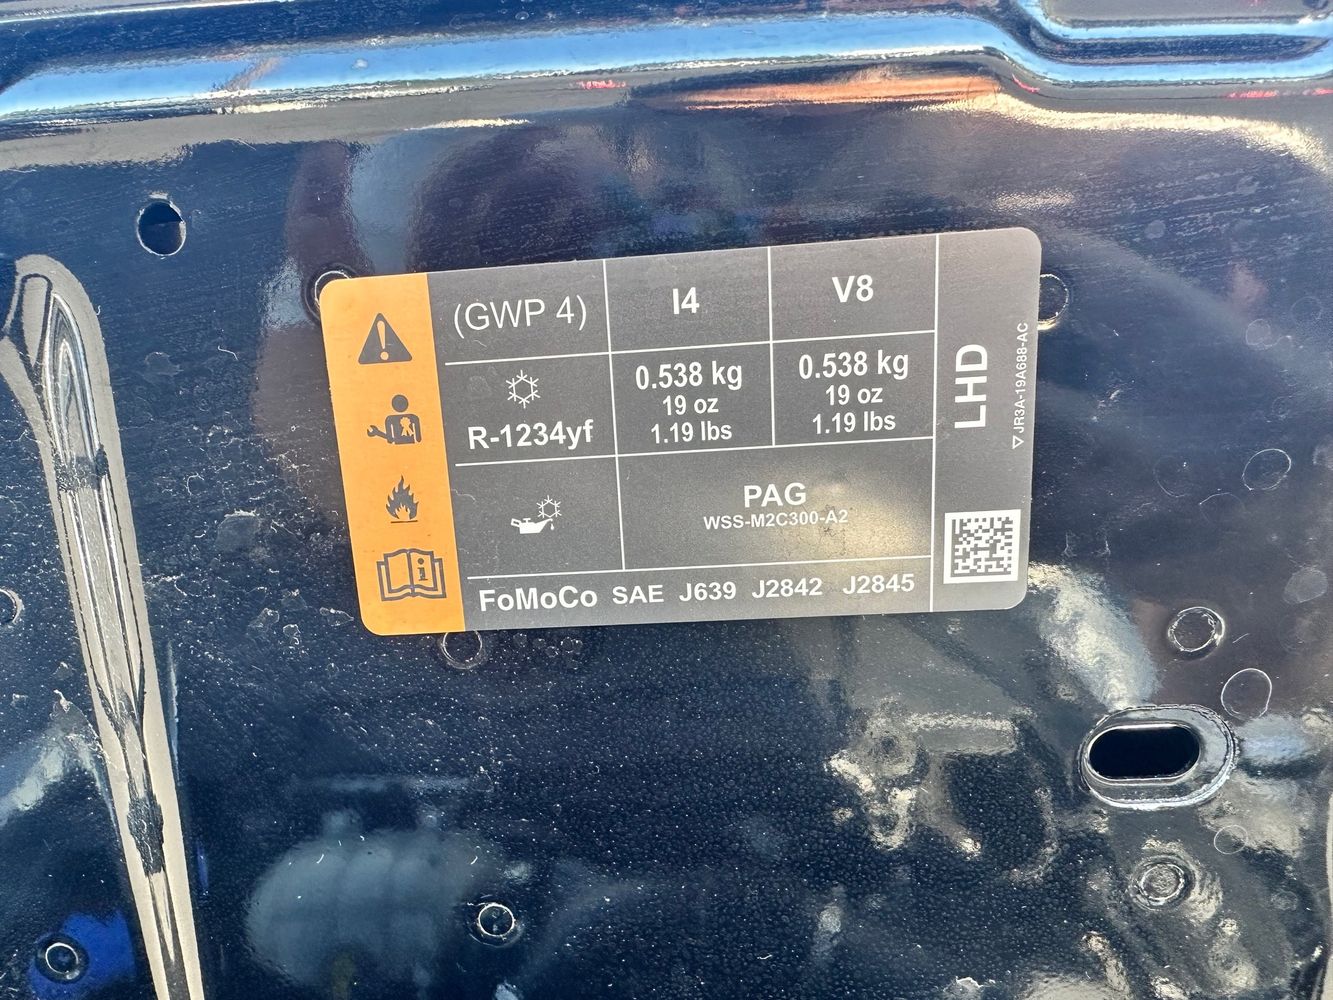 (GWP 4)
I4
V8
R-1234yf
0.538 kg
19 oz
1.19 lbs
0.538 kg
19 oz
1.19 lbs
PAG
WSS-M2C300-A2
FoMoCo SAE J639 J2842 J2845
LHD
JR3A-19A688-AC